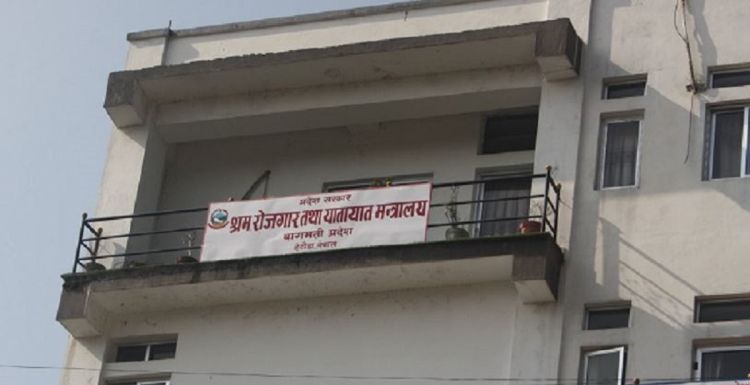 प्रदेश सरकार
श्रम रोजगार तथा यातायात मन्त्रालय
बागमती प्रदेश
हेटौंडा, नेपाल